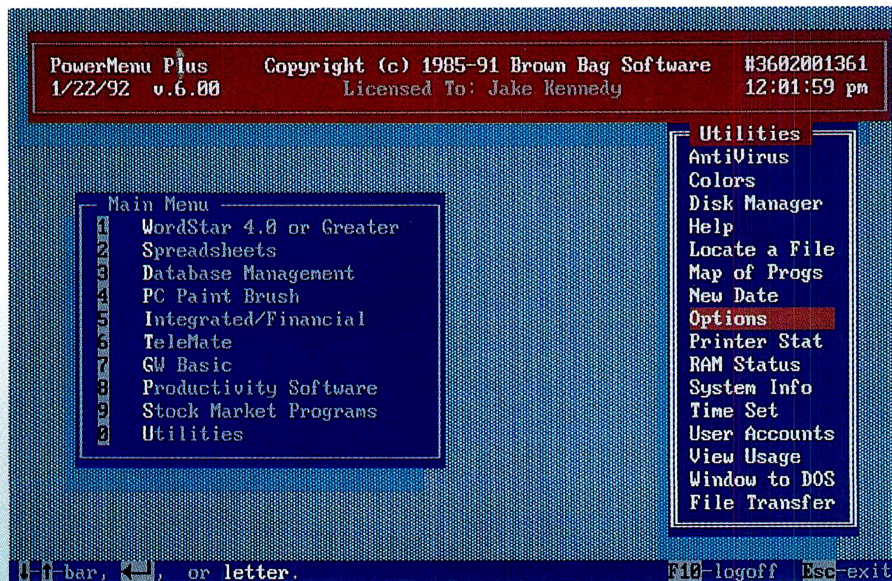 PowerMenu Plus Copyright (c) 1985-91 Brown Bag Software #3602001361
1/22/92 v.6.00 Licensed To: Jake Kennedy 12:01:59 pm
Main Menu
1 WordStar 4.0 or Greater
2 Spreadsheets
3 Database Management
4 PC Paint Brush
5 Integrated/Financial
6 TeleMate
7 GW Basic
8 Productivity Software
9 Stock Market Programs
0 Utilities
Utilities
AntiVirus
Colors
Disk Manager
Help
Locate a File
Map of Progs
New Date
Options
Printer Stat
RAM Status
System Info
Time Set
User Accounts
View Usage
Window to DOS
File Transfer
↓-↑-bar, ◄─┘, or letter. F10-logoff Esc-exit